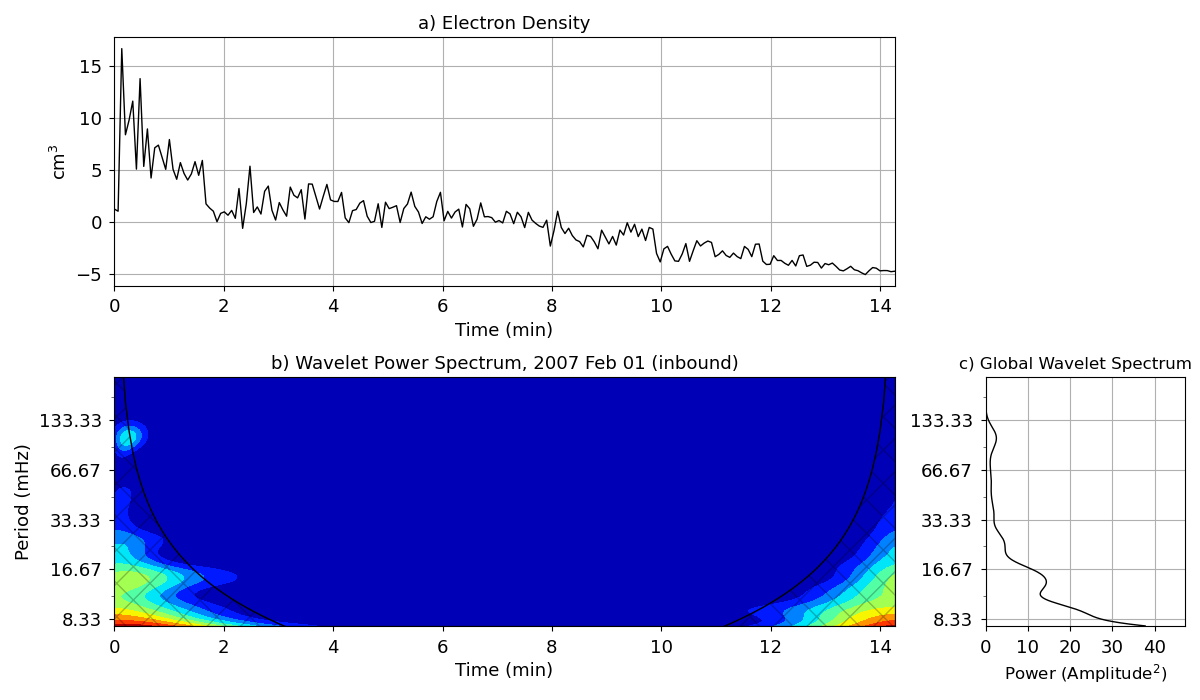 a) Electron Density
cm³
15
10
5
0
−5
0 2 4 6 8 10 12 14
Time (min)
b) Wavelet Power Spectrum, 2007 Feb 01 (inbound)
Period (mHz)
133.33
66.67
33.33
16.67
8.33
0 2 4 6 8 10 12 14
Time (min)
c) Global Wavelet Spectrum
133.33
66.67
33.33
16.67
8.33
0 10 20 30 40
Power (Amplitude²)